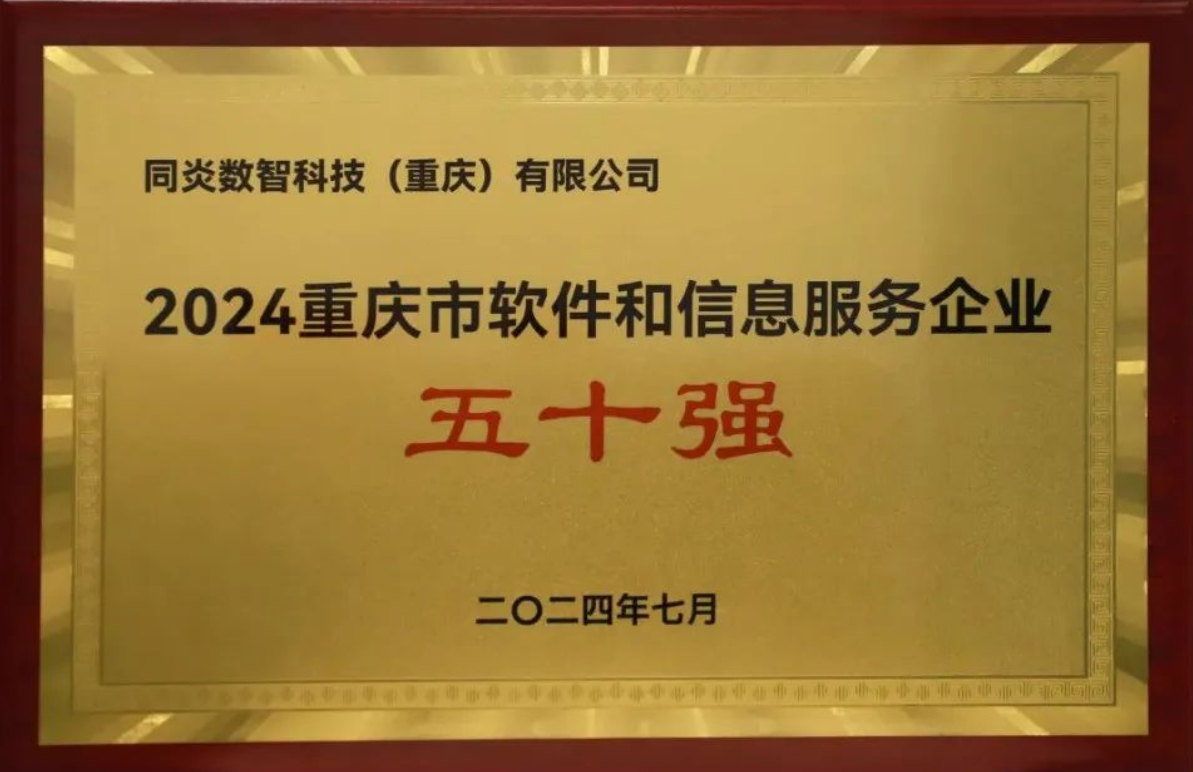 同炎数智科技（重庆）有限公司
2024重庆市软件和信息服务企业
五十强
二〇二四年七月